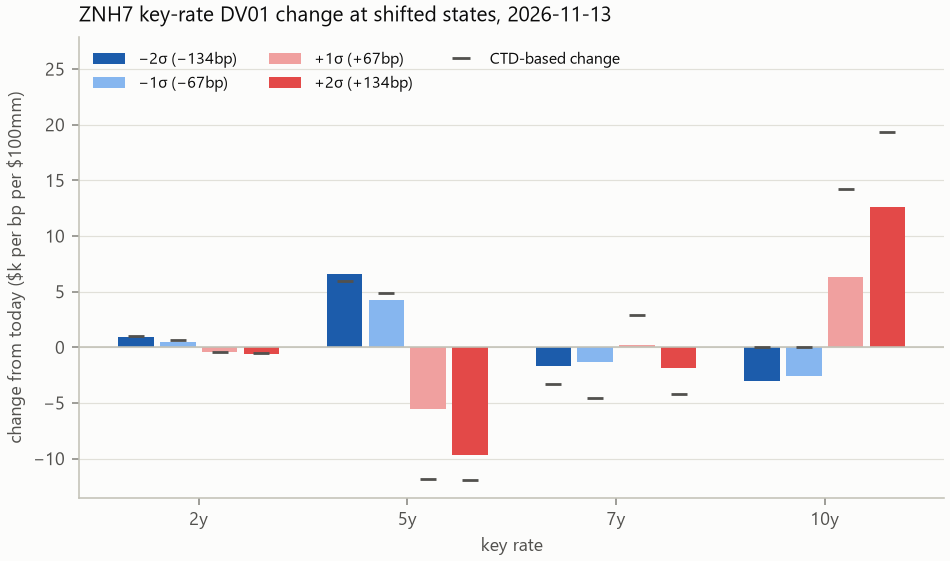 ZNH7 key-rate DV01 change at shifted states, 2026-11-13
−2σ (−134bp)
−1σ (−67bp)
+1σ (+67bp)
+2σ (+134bp)
CTD-based change
change from today ($k per bp per $100mm)
25
20
15
10
5
0
−5
−10
2y
5y
7y
10y
key rate